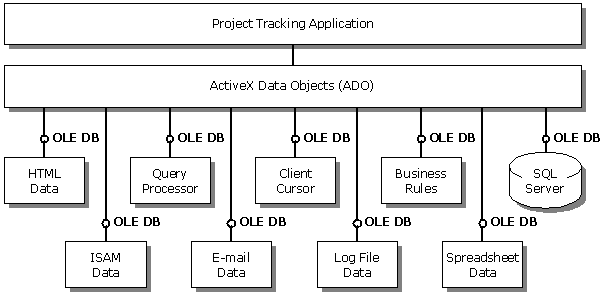 Project Tracking Application
ActiveX Data Objects (ADO)
OLE DB
OLE DB
OLE DB
OLE DB
OLE DB
HTML
Data
Query
Processor
Client
Cursor
Business
Rules
SQL
Server
OLE DB
OLE DB
OLE DB
OLE DB
ISAM
Data
E-mail
Data
Log File
Data
Spreadsheet
Data